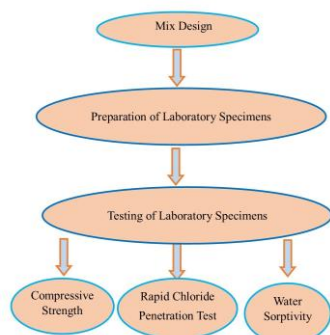 Mix Design
Preparation of Laboratory Specimens
Testing of Laboratory Specimens
Compressive
Strength
Rapid Chloride
Penetration Test
Water
Sorptivity